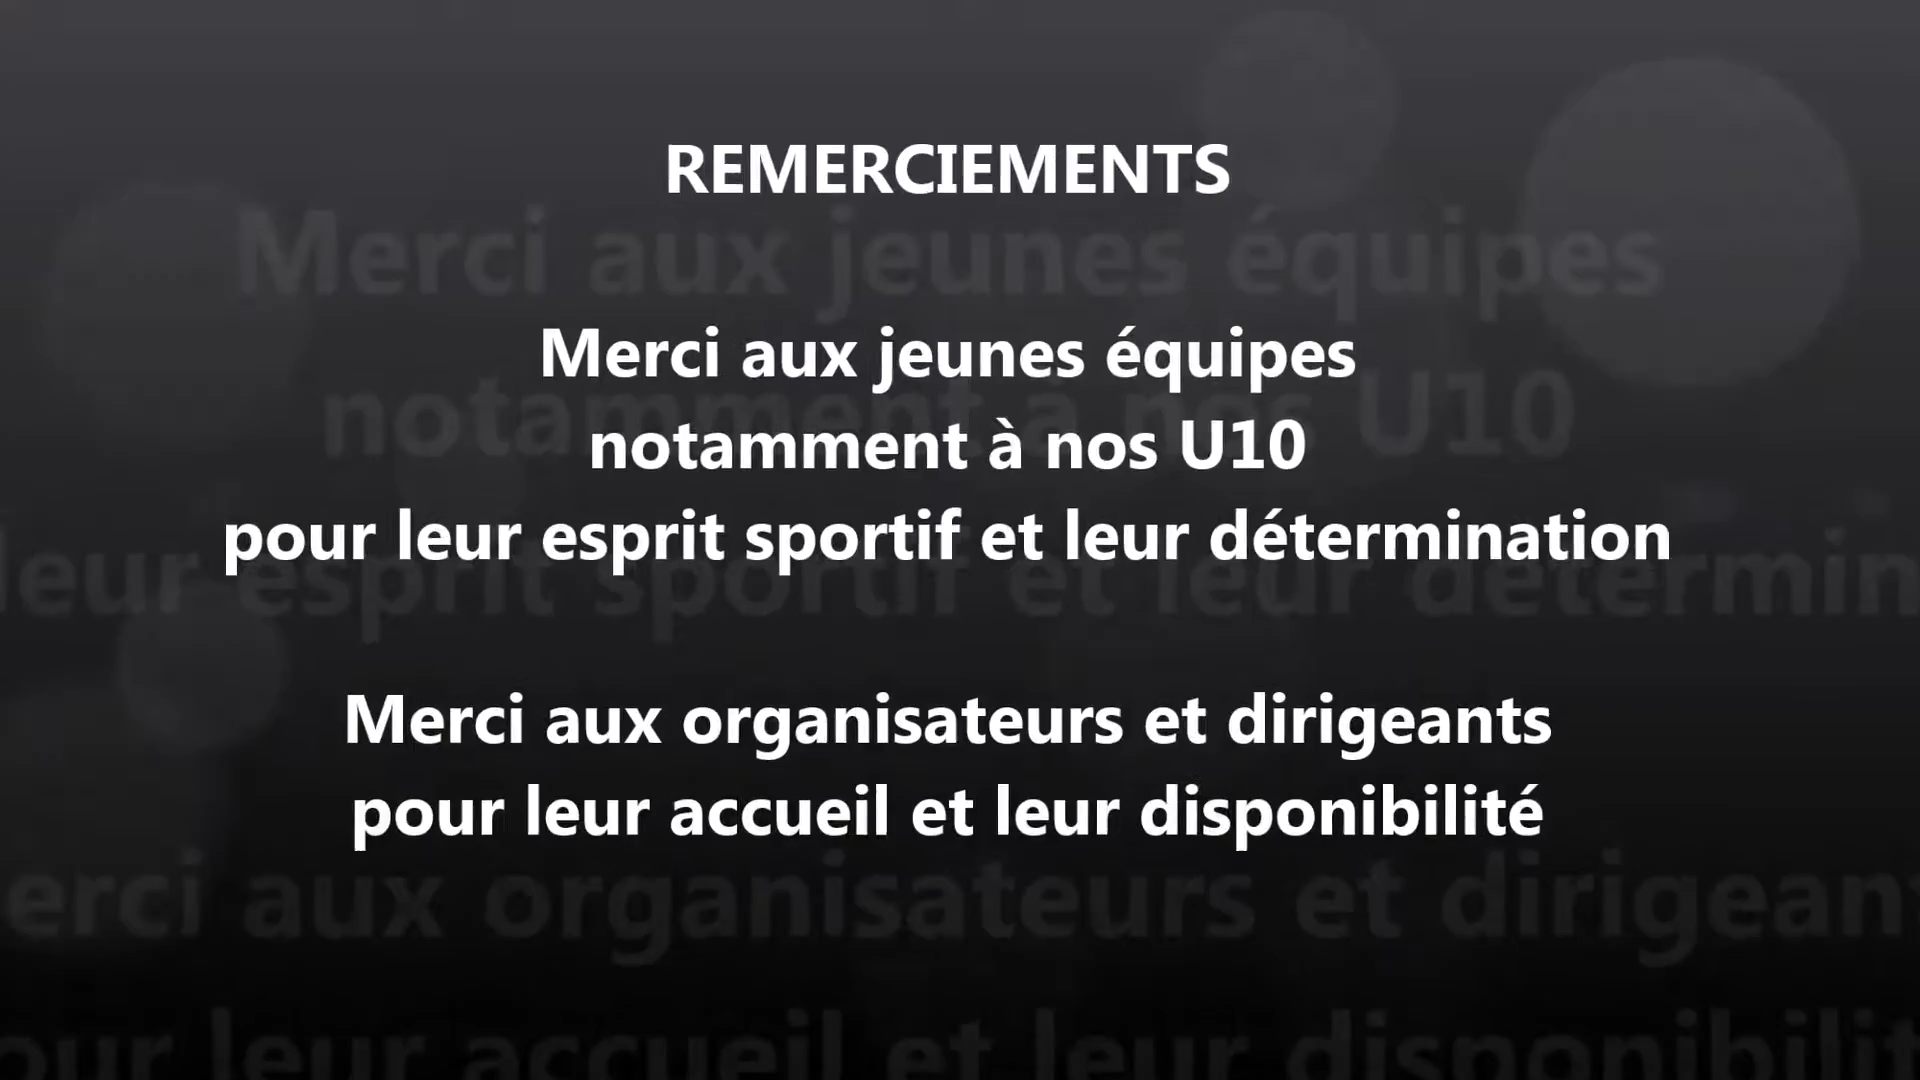 REMERCIEMENTS
Merci aux jeunes équipes
notamment à nos U10
pour leur esprit sportif et leur détermination
Merci aux organisateurs et dirigeants
pour leur accueil et leur disponibilité